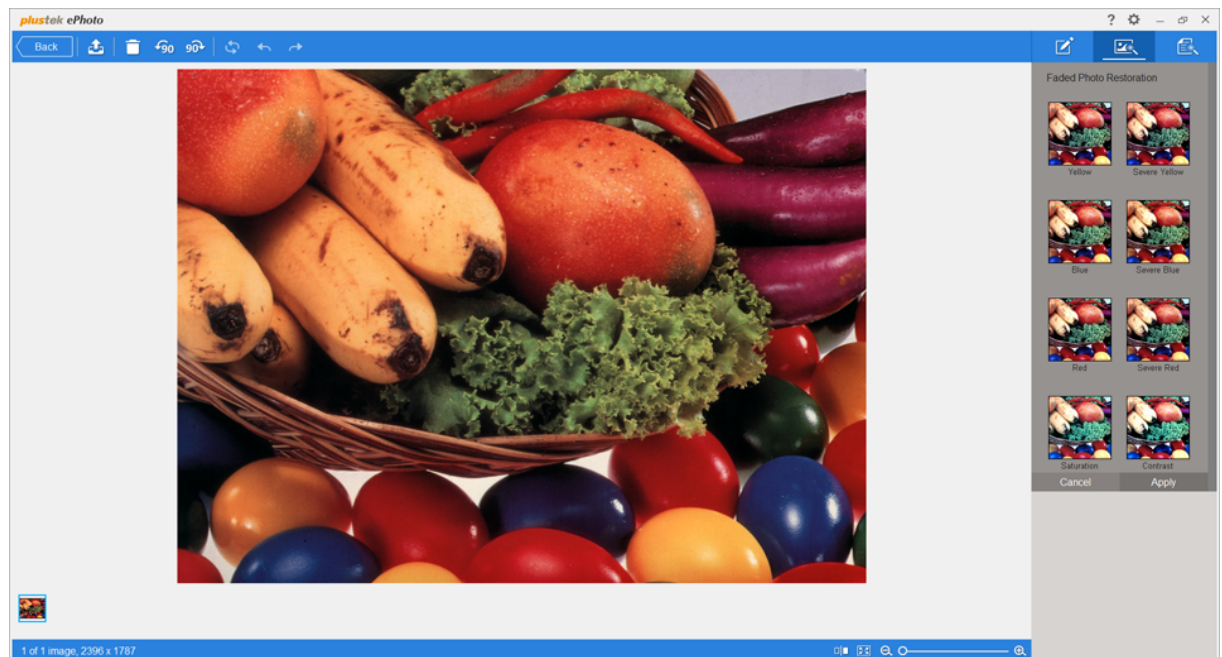 plustek ePhoto
?
Back
90 90
Faded Photo Restoration
Yellow Severe Yellow
Blue Severe Blue
Red Severe Red
Saturation Contrast
Cancel Apply
1 of 1 image, 2396 x 1787